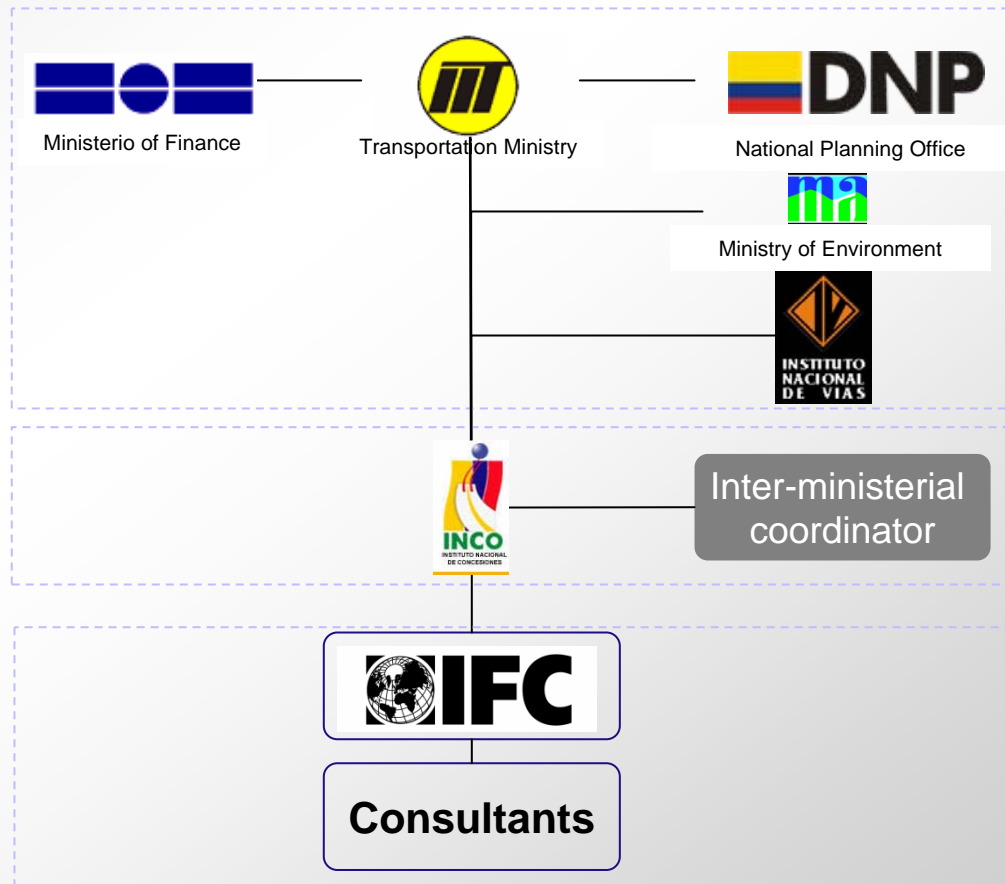 DNP
Ministerio of Finance
Transportation Ministry
National Planning Office
ma
Ministry of Environment
INSTITUTO
NACIONAL
DE VIAS
INCO
INSTITUTO NACIONAL
DE CONCESIONES
Inter-ministerial
coordinator
IFC
Consultants